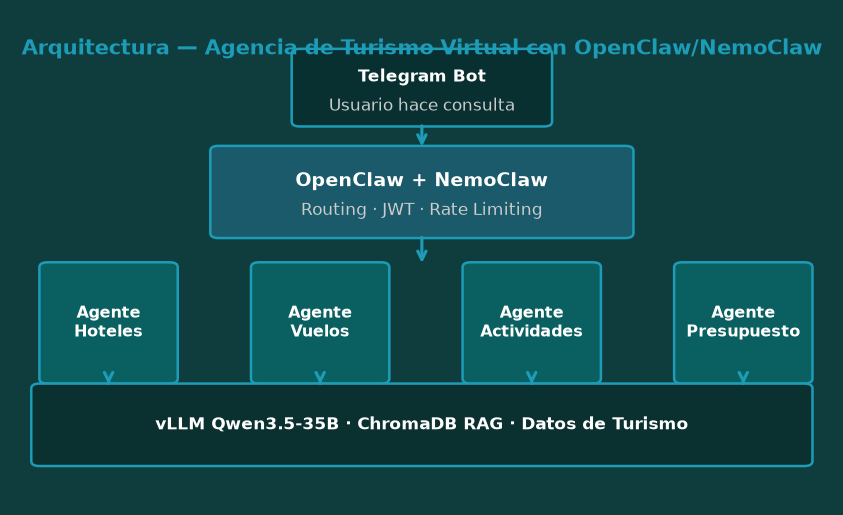 Arquitectura — Agencia de Turismo Virtual con OpenClaw/NemoClaw
Telegram Bot
Usuario hace consulta
OpenClaw + NemoClaw
Routing · JWT · Rate Limiting
Agente
Hoteles
Agente
Vuelos
Agente
Actividades
Agente
Presupuesto
vLLM Qwen3.5-35B · ChromaDB RAG · Datos de Turismo